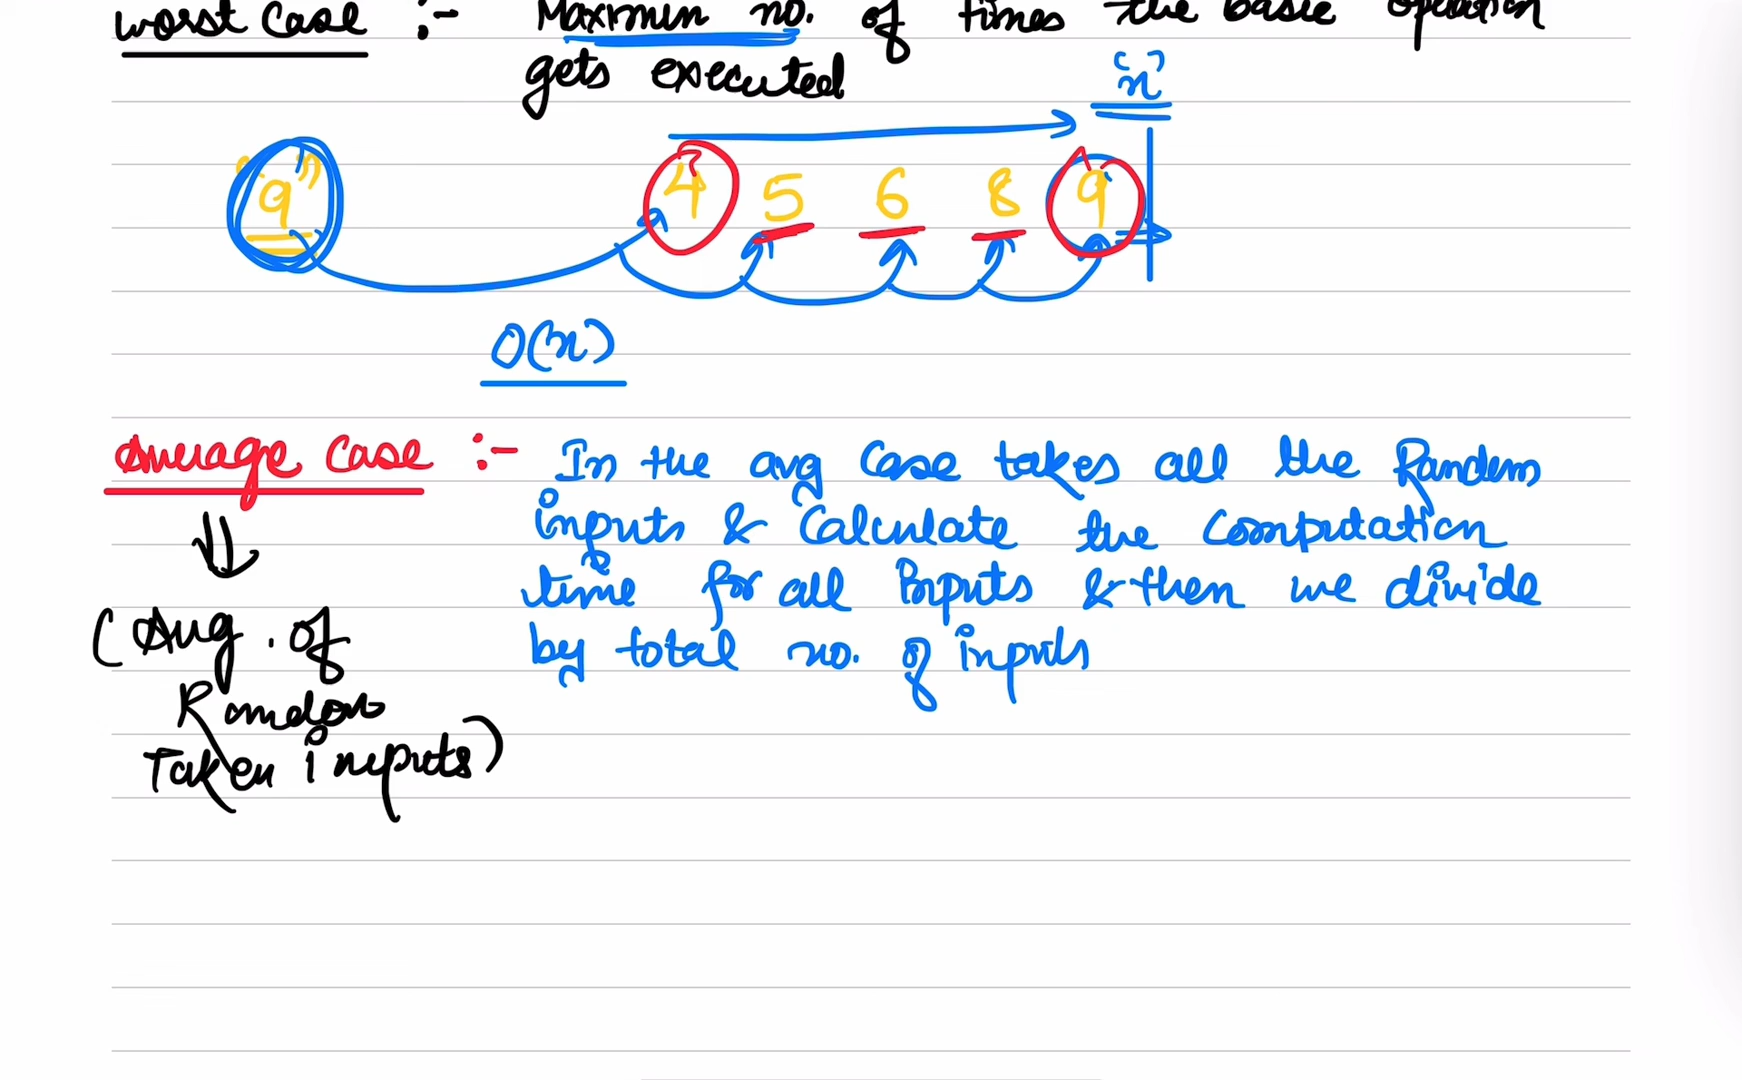 worst Case :- Maximin no. of times the basic operation
gets executed
"n"
"9" 4 5 6 8 9
O(n)
Average Case :- In the avg Case takes all the Random
inputs & Calculate the Computation
time for all Inputs & then we divide
by total no. of inputs
(Avg. of
Random
Taken inputs)